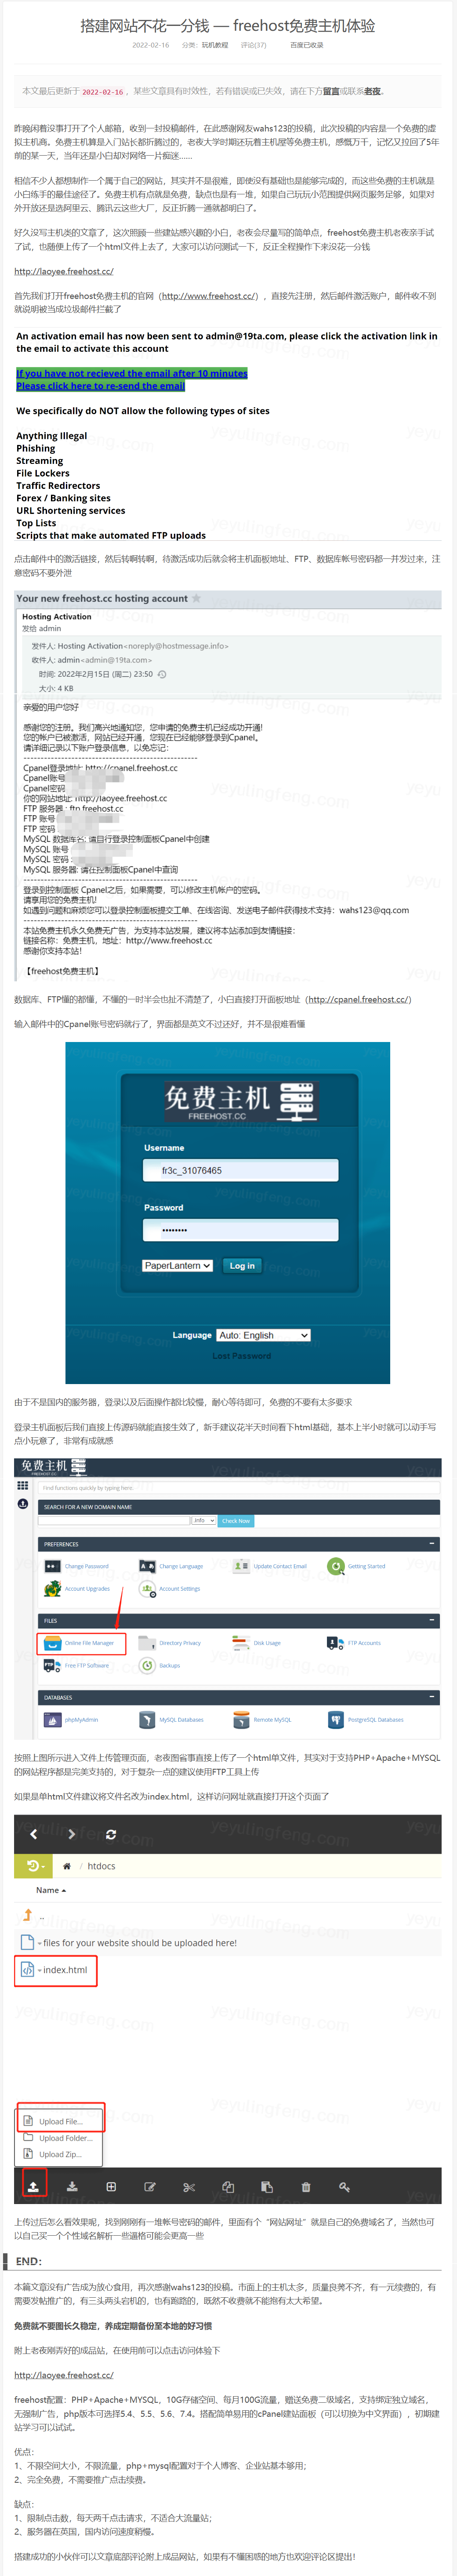 搭建网站不花一分钱 — freehost免费主机体验
2022-02-16 分类：玩机教程 评论(37) 百度已收录
本文最后更新于 2022-02-16，某些文章具有时效性，若有错误或已失效，请在下方留言或联系老夜。
昨晚闲着没事打开了个人邮箱，收到一封投稿邮件，在此感谢网友wahs123的投稿，此次投稿的内容是一个免费的虚
拟主机商。免费主机算是入门站长都折腾过的，老夜大学时期还玩着主机屋等免费主机，感慨万千，记忆又拉回了5年
前的某一天，当年还是小白却对网络一片痴迷......
相信不少人都想制作一个属于自己的网站，其实并不是很难，即使没有基础也是能够完成的，而这些免费的主机就是
小白练手的最佳途径了。免费主机有点就是免费，缺点也是有一堆，如果自己玩玩小范围提供网页服务足够，如果对
外开放还是选阿里云、腾讯云这些大厂，反正折腾一通就都明白了。
好久没写主机类的文章了，这次照顾一些建站感兴趣的小白，老夜会尽量写的简单点，freehost免费主机老夜亲手试
了试，也随便上传了一个html文件上去了，大家可以访问测试一下，反正全程操作下来没花一分钱
http://laoyee.freehost.cc/
首先我们打开freehost免费主机的官网（http://www.freehost.cc/），直接先注册，然后邮件激活账户，邮件收不到
就说明被当成垃圾邮件拦截了
An activation email has now been sent to admin@19ta.com, please click the activation link in
the email to activate this account
If you have not recieved the email after 10 minutes
Please click here to re-send the email
We specifically do NOT allow the following types of sites
Anything Illegal
Phishing
Streaming
File Lockers
Traffic Redirectors
Forex / Banking sites
URL Shortening services
Top Lists
Scripts that make automated FTP uploads
点击邮件中的激活链接，然后转啊转啊，待激活成功后就会将主机面板地址、FTP、数据库帐号密码都一并发过来，注
意密码不要外泄
Your new freehost.cc hosting account
Hosting Activation
发给 admin
发件人: Hosting Activation<noreply@hostmessage.info>
收件人: admin<admin@19ta.com>
时间: 2022年2月15日 (周二) 23:50
大小: 4 KB
亲爱的用户您好
感谢您的注册。我们高兴地通知您，您申请的免费主机已经成功开通!
您的帐户已被激活，网站已经开通，您现在已经能够登录到Cpanel。
请详细记录以下账户登录信息，以免忘记：
Cpanel登录地址: http://cpanel.freehost.cc
Cpanel账号
Cpanel密码
你的网站地址: http://laoyee.freehost.cc
FTP 服务器 : ftp.freehost.cc
FTP 账号
FTP 密码
MySQL 数据库名: 请自行登录控制面板Cpanel中创建
MySQL 账号
MySQL 密码
MySQL 服务器: 请在控制面板Cpanel中查询
登录到控制面板 Cpanel之后，如果需要，可以修改主机帐户的密码。
请享用您的免费主机!
如遇到问题和麻烦您可以登录控制面板提交工单、在线咨询、发送电子邮件获得技术支持：wahs123@qq.com
本站免费主机永久免费无广告，为支持本站发展，建议将本站添加到友情链接：
链接名称：免费主机，地址：http://www.freehost.cc
感谢你支持本站!
【freehost免费主机】
数据库、FTP懂的都懂，不懂的一时半会也扯不清楚了，小白直接打开面板地址（http://cpanel.freehost.cc/）
输入邮件中的Cpanel账号密码就行了，界面都是英文不过还好，并不是很难看懂
免费主机
FREEHOST.CC
Username
fr3c_31076465
Password
••••••••
PaperLantern Log in
Language Auto: English
Lost Password
由于不是国内的服务器，登录以及后面操作都比较慢，耐心等待即可，免费的不要有太多要求
登录主机面板后我们直接上传源码就能直接生效了，新手建议花半天时间看下html基础，基本上半小时就可以动手写
点小玩意了，非常有成就感
免费主机
FREEHOST.CC
Find functions quickly by typing here
SEARCH FOR A NEW DOMAIN NAME
.info Check Now
PREFERENCES
Change Password Change Language Update Contact Email Getting Started
Account Upgrades Account Settings
FILES
Online File Manager Directory Privacy Disk Usage FTP Accounts
Free FTP Software Backups
DATABASES
phpMyAdmin MySQL Databases Remote MySQL PostgreSQL Databases
按照上图所示进入文件上传管理页面，老夜图省事直接上传了一个html单文件，其实对于支持PHP+Apache+MYSQL
的网站程序都是完美支持的，对于复杂一点的建议使用FTP工具上传
如果是单html文件建议将文件名改为index.html，这样访问网址就直接打开这个页面了
/ htdocs
Name
..
files for your website should be uploaded here!
index.html
Upload File...
Upload Folder...
Upload Zip...
上传过后怎么看效果呢，找到刚刚有一堆帐号密码的邮件，里面有个“网站网址”就是自己的免费域名了，当然也可
以自己买一个个性域名解析一些逼格可能会更高一些
END：
本篇文章没有广告成为放心食用，再次感谢wahs123的投稿。市面上的主机太多，质量良莠不齐，有一元续费的，有
需要发帖推广的，有三头两头宕机的，也有跑路的，既然不收费就不能抱有太大希望。
免费就不要图长久稳定，养成定期备份至本地的好习惯
附上老夜刚弄好的成品站，在使用前可以点击访问体验下
http://laoyee.freehost.cc/
freehost配置：PHP+Apache+MYSQL，10G存储空间、每月100G流量，赠送免费二级域名，支持绑定独立域名，
无强制广告，php版本可选择5.4、5.5、5.6、7.4。搭配简单易用的cPanel建站面板（可以切换为中文界面），初期建
站学习可以试试。
优点：
1、不限空间大小，不限流量，php+mysql配置对于个人博客、企业站基本够用；
2、完全免费，不需要推广点击续费。
缺点：
1、限制点击数，每天两千点击请求，不适合大流量站；
2、服务器在英国，国内访问速度稍慢。
搭建成功的小伙伴可以文章底部评论附上成品网站，如果有不懂困惑的地方也欢迎评论区提出！